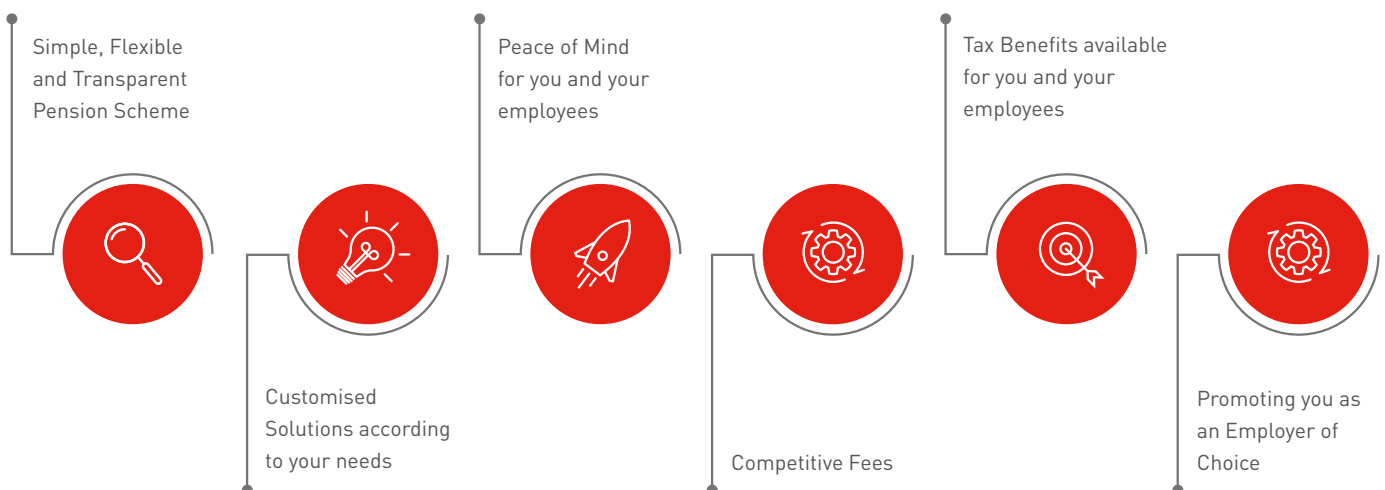 Simple, Flexible
and Transparent
Pension Scheme
Customised
Solutions according
to your needs
Peace of Mind
for you and your
employees
Competitive Fees
Tax Benefits available
for you and your
employees
Promoting you as
an Employer of
Choice